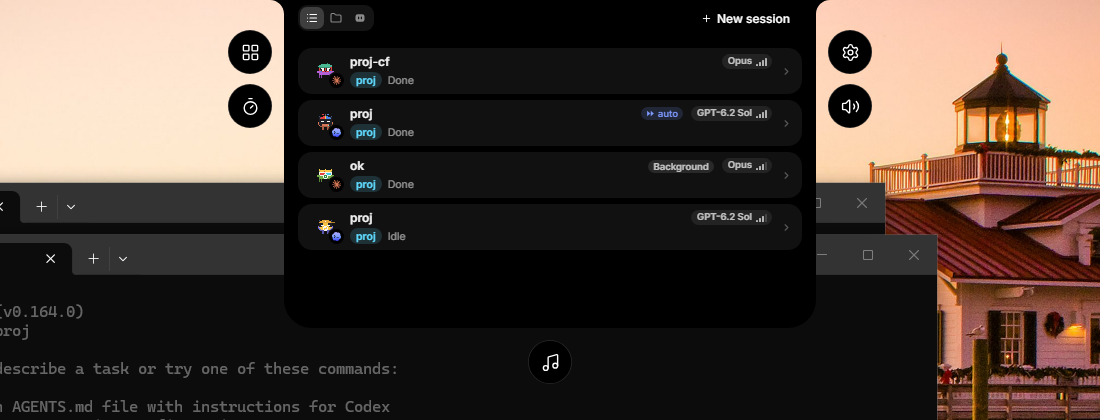 + New session
proj-cf
Opus
proj Done
proj
auto
GPT-6.2 Sol
proj Done
ok
Background
Opus
proj Done
proj
GPT-6.2 Sol
proj Idle
(v0.164.0)
proj
describe a task or try one of these commands:
AGENTS.md file with instructions for Codex